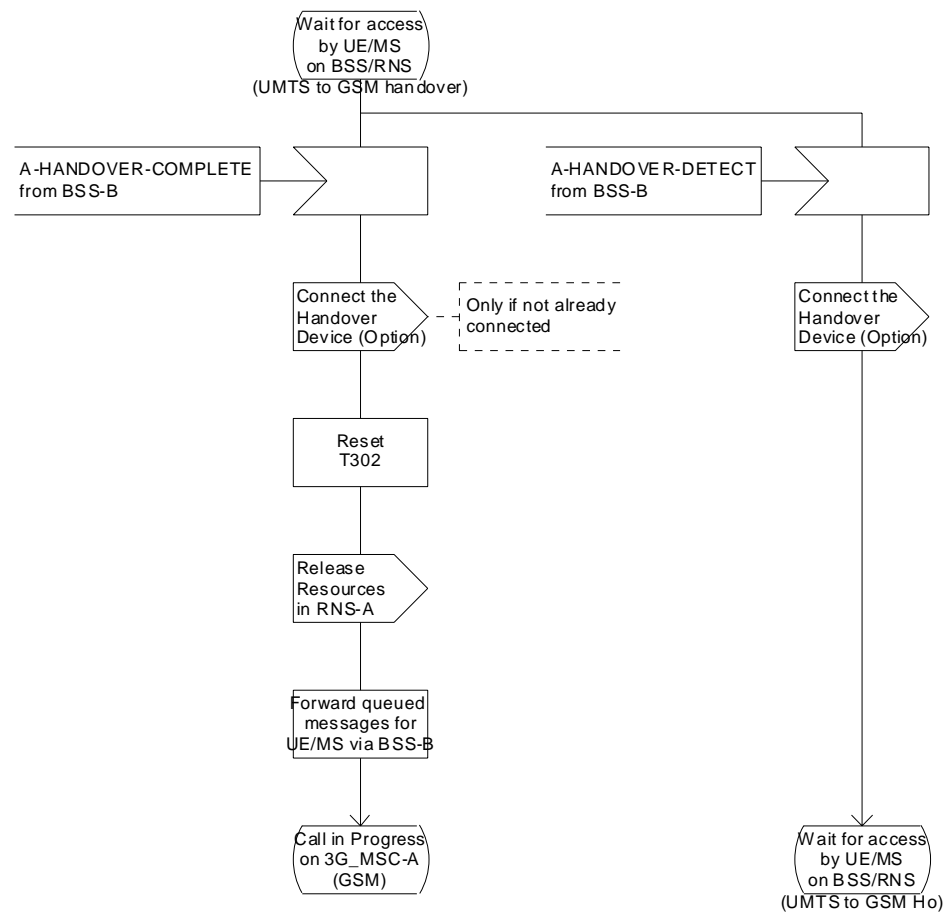 Wait for access
by UE/MS
on BSS/RNS
(UMTS to GSM handover)
A-HANDOVER-COMPLETE
from BSS-B
A-HANDOVER-DETECT
from BSS-B
Connect the
Handover
Device (Option)
Only if not already
connected
Connect the
Handover
Device (Option)
Reset
T302
Release
Resources
in RNS-A
Forward queued
messages for
UE/MS via BSS-B
Call in Progress
on 3G_MSC-A
(GSM)
Wait for access
by UE/MS
on BSS/RNS
(UMTS to GSM Ho)